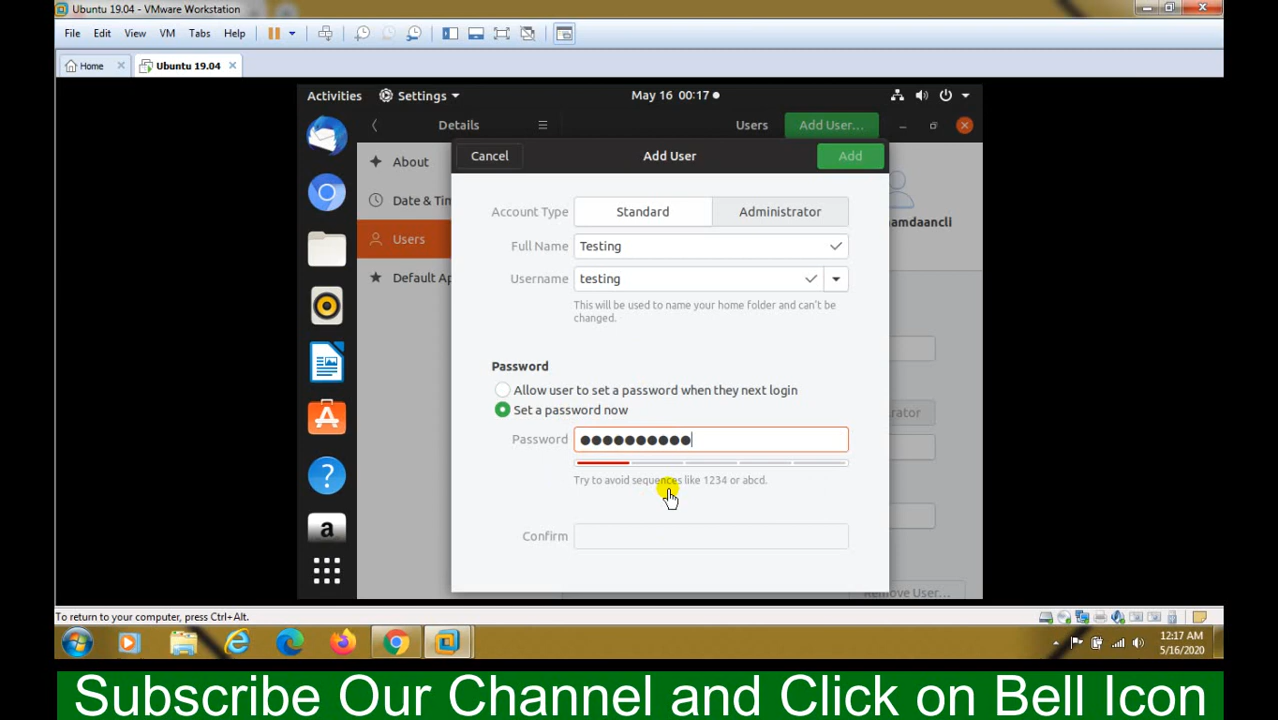 Ubuntu 19.04 - VMware Workstation
File Edit View VM Tabs Help
Home Ubuntu 19.04
Activities Settings May 16 00:17
Details Users Add User...
Cancel Add User Add
About
Date & Tim
Users
Default Ap
amdaancli
Account Type Standard Administrator
Full Name Testing
Username testing
This will be used to name your home folder and can't be
changed.
Password
Allow user to set a password when they next login
Set a password now
Password ●●●●●●●●●●
Try to avoid sequences like 1234 or abcd.
Confirm
rator
Remove User...
To return to your computer, press Ctrl+Alt.
12:17 AM
5/16/2020
Subscribe Our Channel and Click on Bell Icon